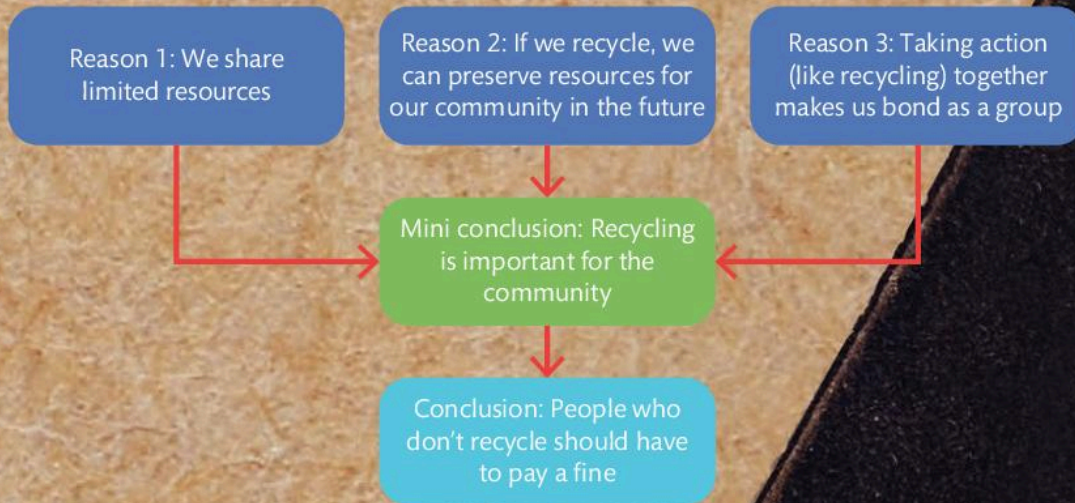 Reason 1: We share
limited resources
Reason 2: If we recycle, we
can preserve resources for
our community in the future
Reason 3: Taking action
(like recycling) together
makes us bond as a group
Mini conclusion: Recycling
is important for the
community
Conclusion: People who
don’t recycle should have
to pay a fine